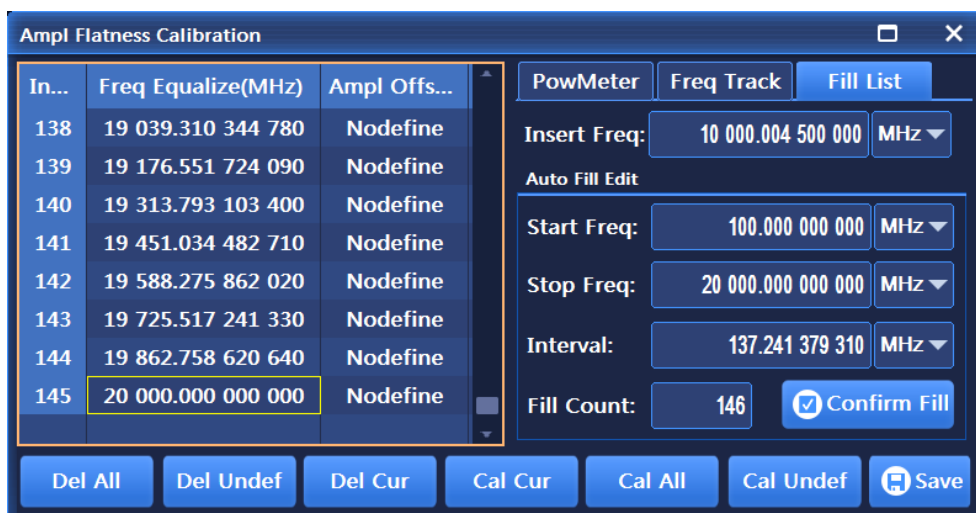 Ampl Flatness Calibration
In... Freq Equalize(MHz) Ampl Offs...
138 19 039.310 344 780 Nodefine
139 19 176.551 724 090 Nodefine
140 19 313.793 103 400 Nodefine
141 19 451.034 482 710 Nodefine
142 19 588.275 862 020 Nodefine
143 19 725.517 241 330 Nodefine
144 19 862.758 620 640 Nodefine
145 20 000.000 000 000 Nodefine
PowMeter Freq Track Fill List
Insert Freq: 10 000.004 500 000 MHz
Auto Fill Edit
Start Freq: 100.000 000 000 MHz
Stop Freq: 20 000.000 000 000 MHz
Interval: 137.241 379 310 MHz
Fill Count: 146 Confirm Fill
Del All Del Undef Del Cur Cal Cur Cal All Cal Undef Save